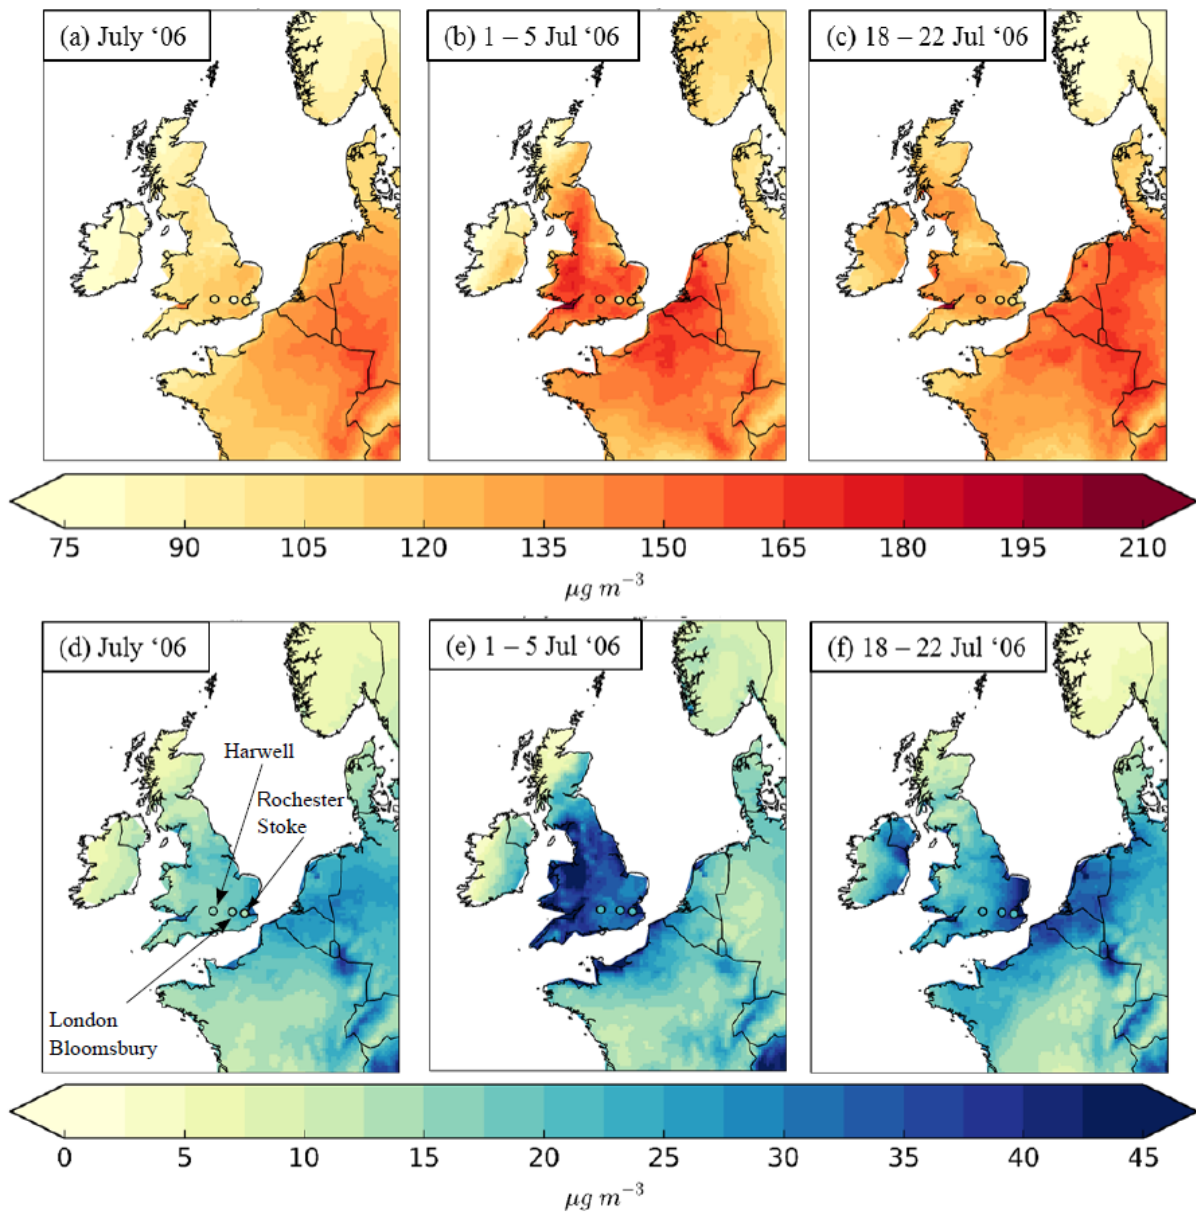 (a) July ‘06
(b) 1 – 5 Jul ‘06
(c) 18 – 22 Jul ‘06
75 90 105 120 135 150 165 180 195 210
μg m⁻³
(d) July ‘06
(e) 1 – 5 Jul ‘06
(f) 18 – 22 Jul ‘06
Harwell
Rochester
Stoke
London
Bloomsbury
0 5 10 15 20 25 30 35 40 45
μg m⁻³